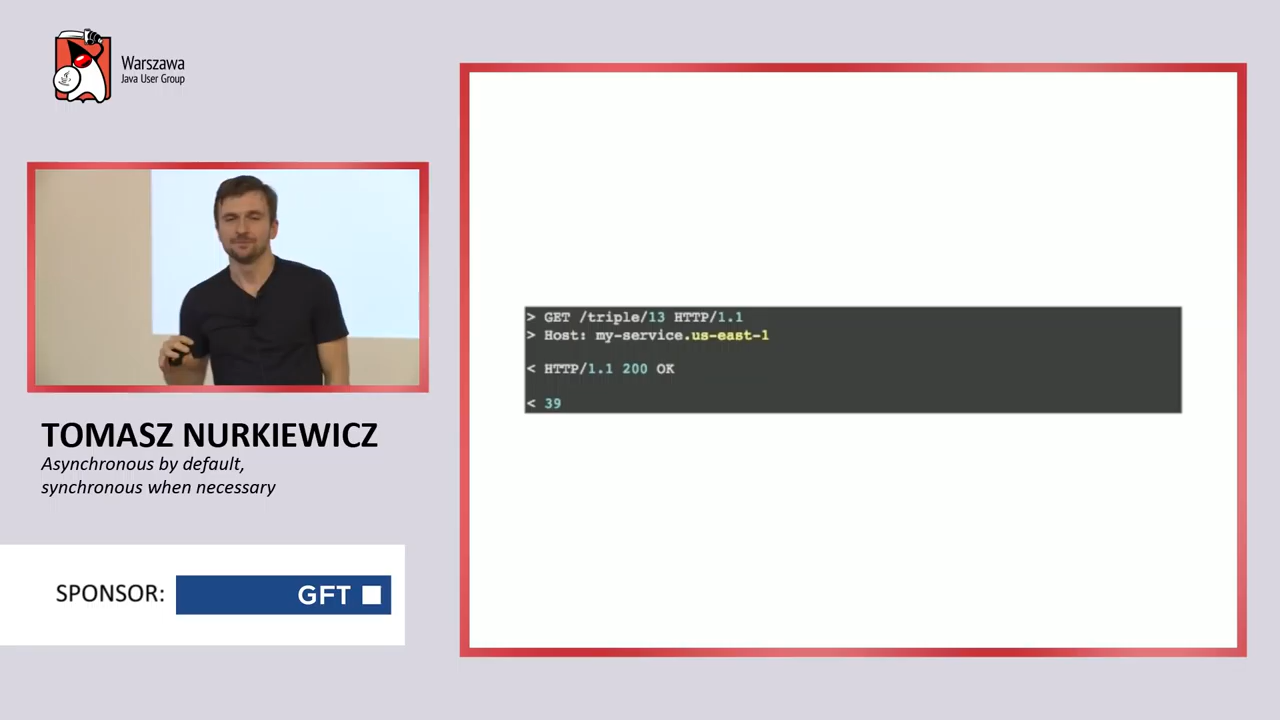 Warszawa
Java User Group
> GET /triple/13 HTTP/1.1
> Host: my-service.us-east-1
< HTTP/1.1 200 OK
< 39
TOMASZ NURKIEWICZ
Asynchronous by default,
synchronous when necessary
SPONSOR:
GFT